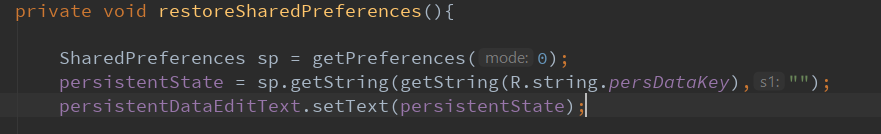 private void restoreSharedPreferences(){
SharedPreferences sp = getPreferences( mode: 0);
persistentState = sp.getString(getString(R.string.persDataKey), s1: "");
persistentDataEditText.setText(persistentState);